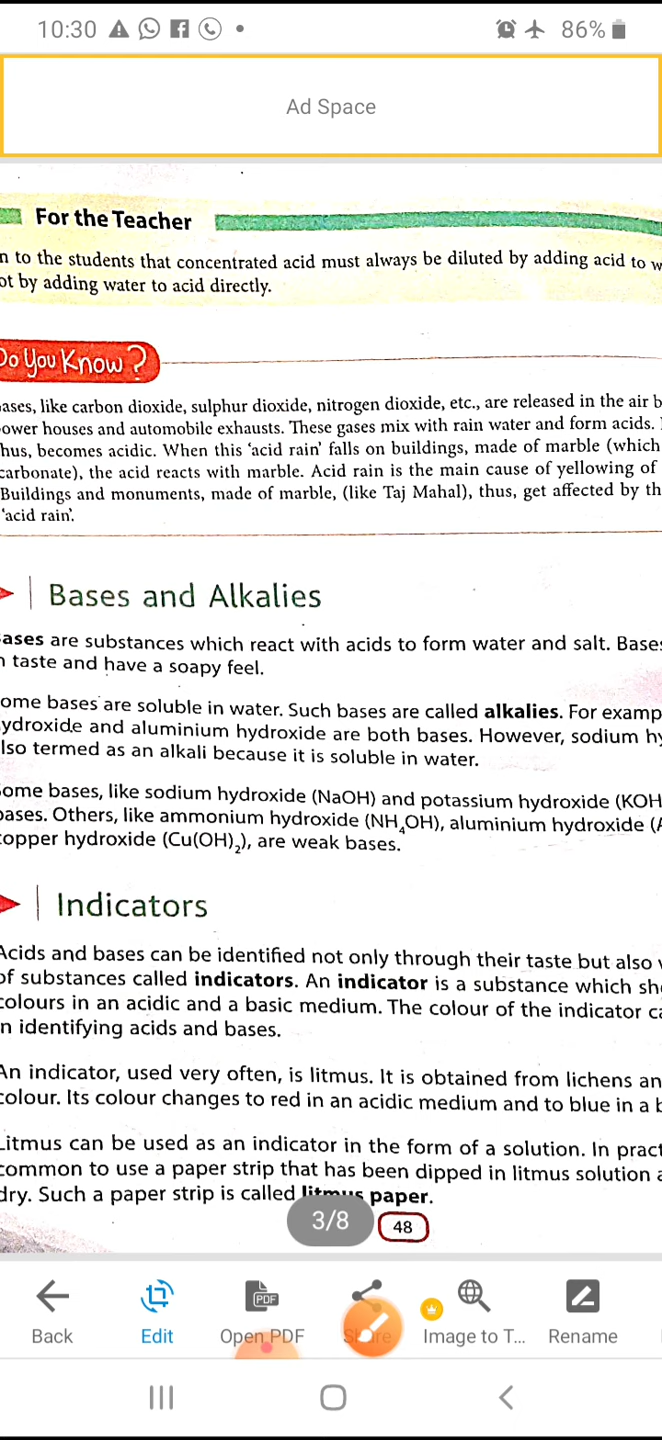 10:30
86%
Ad Space
For the Teacher
n to the students that concentrated acid must always be diluted by adding acid to w
ot by adding water to acid directly.
Do You Know?
ases, like carbon dioxide, sulphur dioxide, nitrogen dioxide, etc., are released in the air b
ower houses and automobile exhausts. These gases mix with rain water and form acids.
hus, becomes acidic. When this 'acid rain' falls on buildings, made of marble (which
carbonate), the acid reacts with marble. Acid rain is the main cause of yellowing of
Buildings and monuments, made of marble, (like Taj Mahal), thus, get affected by th
'acid rain'.
Bases and Alkalies
ases are substances which react with acids to form water and salt. Bases
n taste and have a soapy feel.
ome bases are soluble in water. Such bases are called alkalies. For examp
ydroxide and aluminium hydroxide are both bases. However, sodium hy
lso termed as an alkali because it is soluble in water.
Some bases, like sodium hydroxide (NaOH) and potassium hydroxide (KOH
bases. Others, like ammonium hydroxide (NH₄OH), aluminium hydroxide (A
copper hydroxide (Cu(OH)₂), are weak bases.
Indicators
Acids and bases can be identified not only through their taste but also
of substances called indicators. An indicator is a substance which sh
colours in an acidic and a basic medium. The colour of the indicator ca
n identifying acids and bases.
An indicator, used very often, is litmus. It is obtained from lichens an
colour. Its colour changes to red in an acidic medium and to blue in a b
Litmus can be used as an indicator in the form of a solution. In pract
common to use a paper strip that has been dipped in litmus solution a
dry. Such a paper strip is called litmus paper.
3/8
48
Back
Edit
Open PDF
Share
Image to T...
Rename